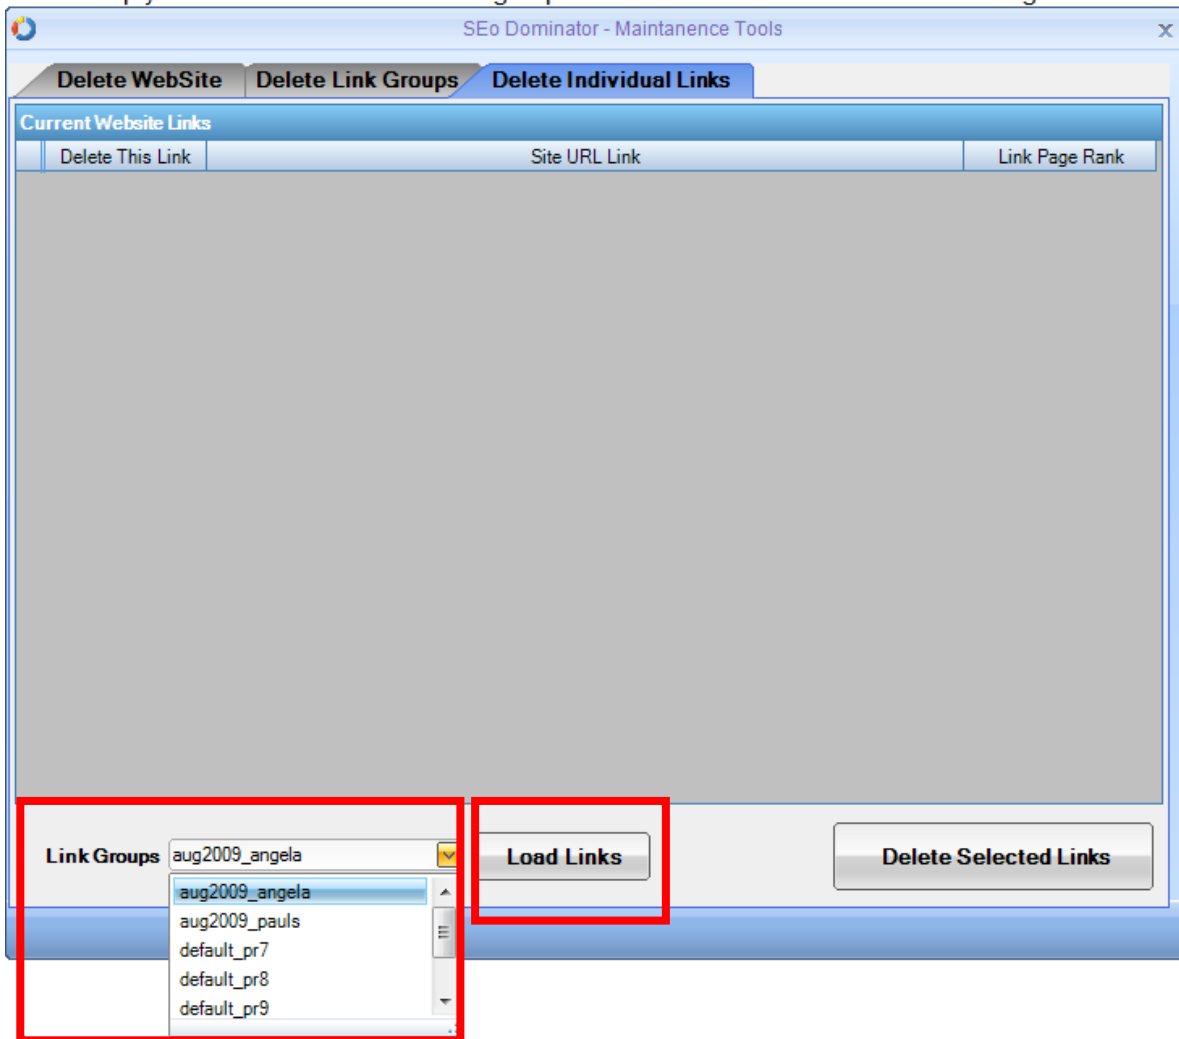 SEo Dominator - Maintanence Tools
x
Delete WebSite Delete Link Groups Delete Individual Links
Current Website Links
Delete This Link Site URL Link Link Page Rank
Link Groups aug2009_angela Load Links Delete Selected Links
aug2009_angela
aug2009_pauls
default_pr7
default_pr8
default_pr9